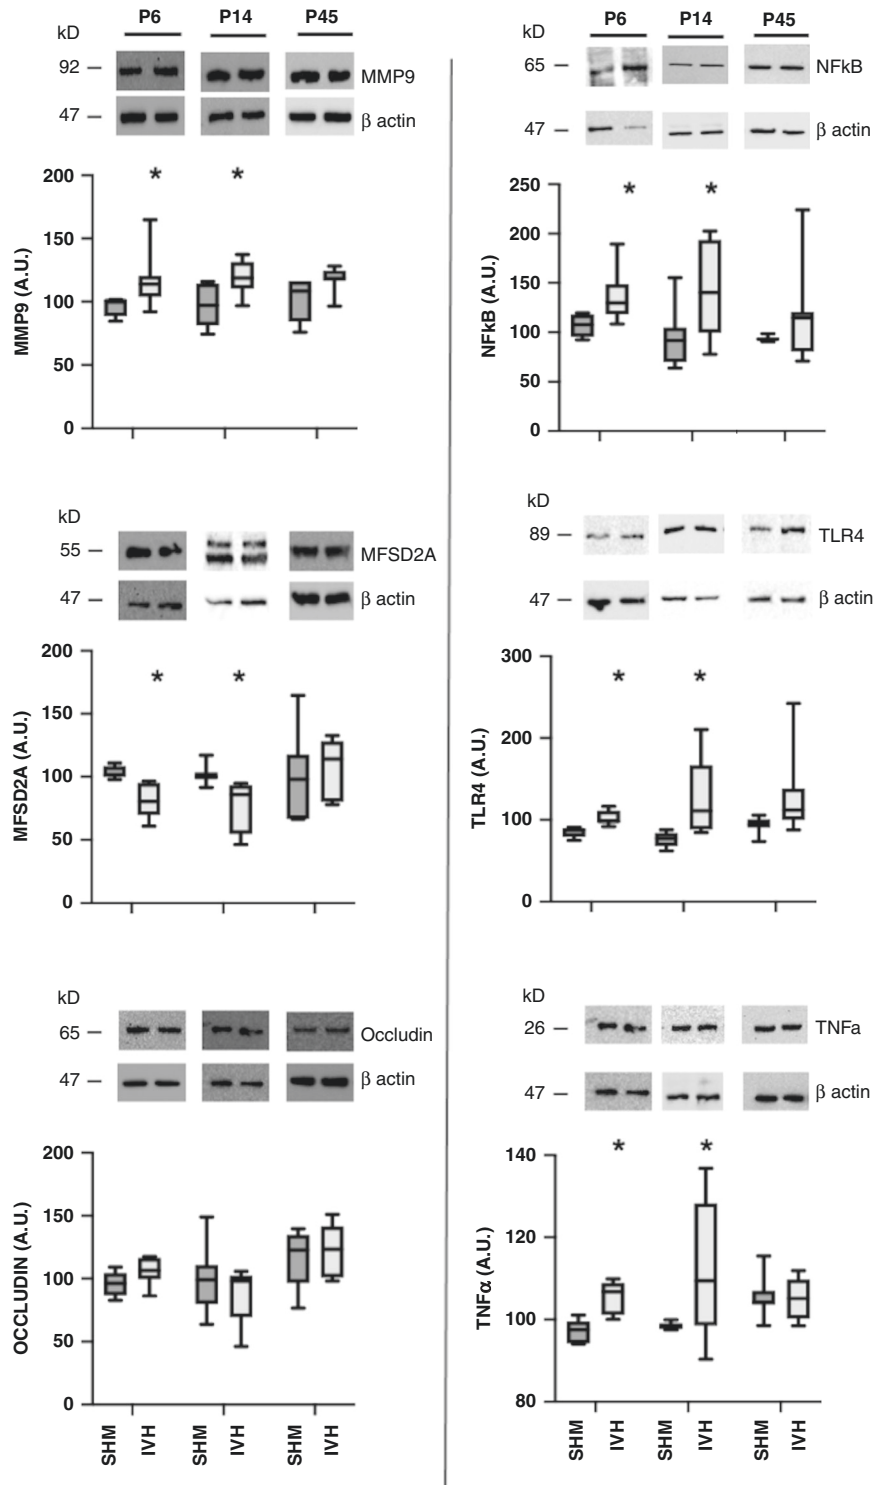 P6 P14 P45
kD
92
MMP9
47
β actin
*
*
200
150
100
50
0
MMP9 (A.U.)
kD
55
MFSD2A
47
β actin
*
*
200
150
100
50
0
MFSD2A (A.U.)
kD
65
Occludin
47
β actin
200
150
100
50
0
OCCLUDIN (A.U.)
SHM IVH SHM IVH SHM IVH
P6 P14 P45
kD
65
NFkB
47
β actin
*
*
250
200
150
100
50
0
NFkB (A.U.)
kD
89
TLR4
47
β actin
*
*
300
200
100
0
TLR4 (A.U.)
kD
26
TNFa
47
β actin
*
*
140
120
100
80
TNFα (A.U.)
SHM IVH SHM IVH SHM IVH